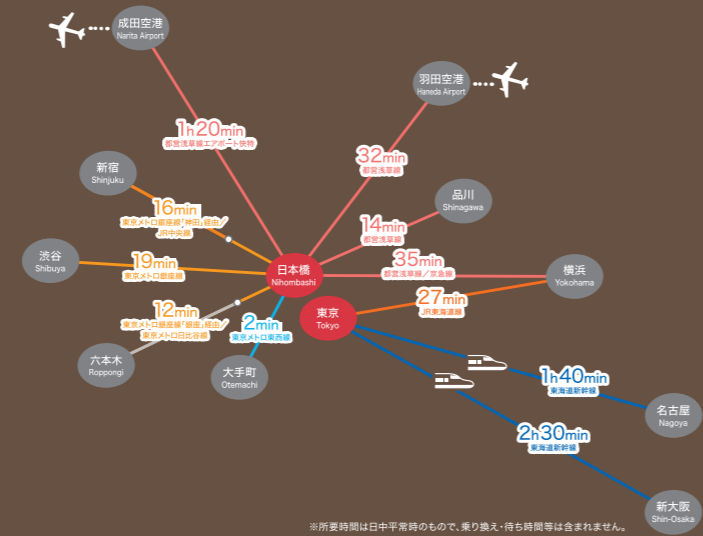 成田空港
Narita Airport
羽田空港
Haneda Airport
1h20min
都営浅草線エアポート快特
32min
都営浅草線
新宿
Shinjuku
品川
Shinagawa
16min
東京メトロ銀座線「神田」経由／
JR中央線
14min
都営浅草線
渋谷
Shibuya
19min
東京メトロ銀座線
日本橋
Nihombashi
35min
都営浅草線／京急線
横浜
Yokohama
12min
東京メトロ銀座線「銀座」経由／
東京メトロ日比谷線
2min
東京メトロ東西線
東京
Tokyo
27min
JR東海道線
六本木
Roppongi
大手町
Otemachi
1h40min
東海道新幹線
名古屋
Nagoya
2h30min
東海道新幹線
新大阪
Shin-Osaka
※所要時間は日中平常時のもので、乗り換え・待ち時間等は含まれません。